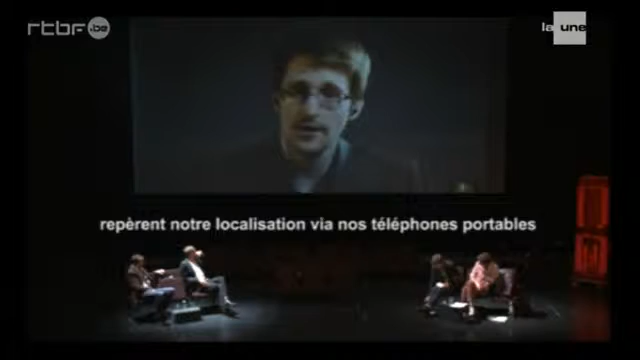 rtbf.be
la une
repèrent notre localisation via nos téléphones portables